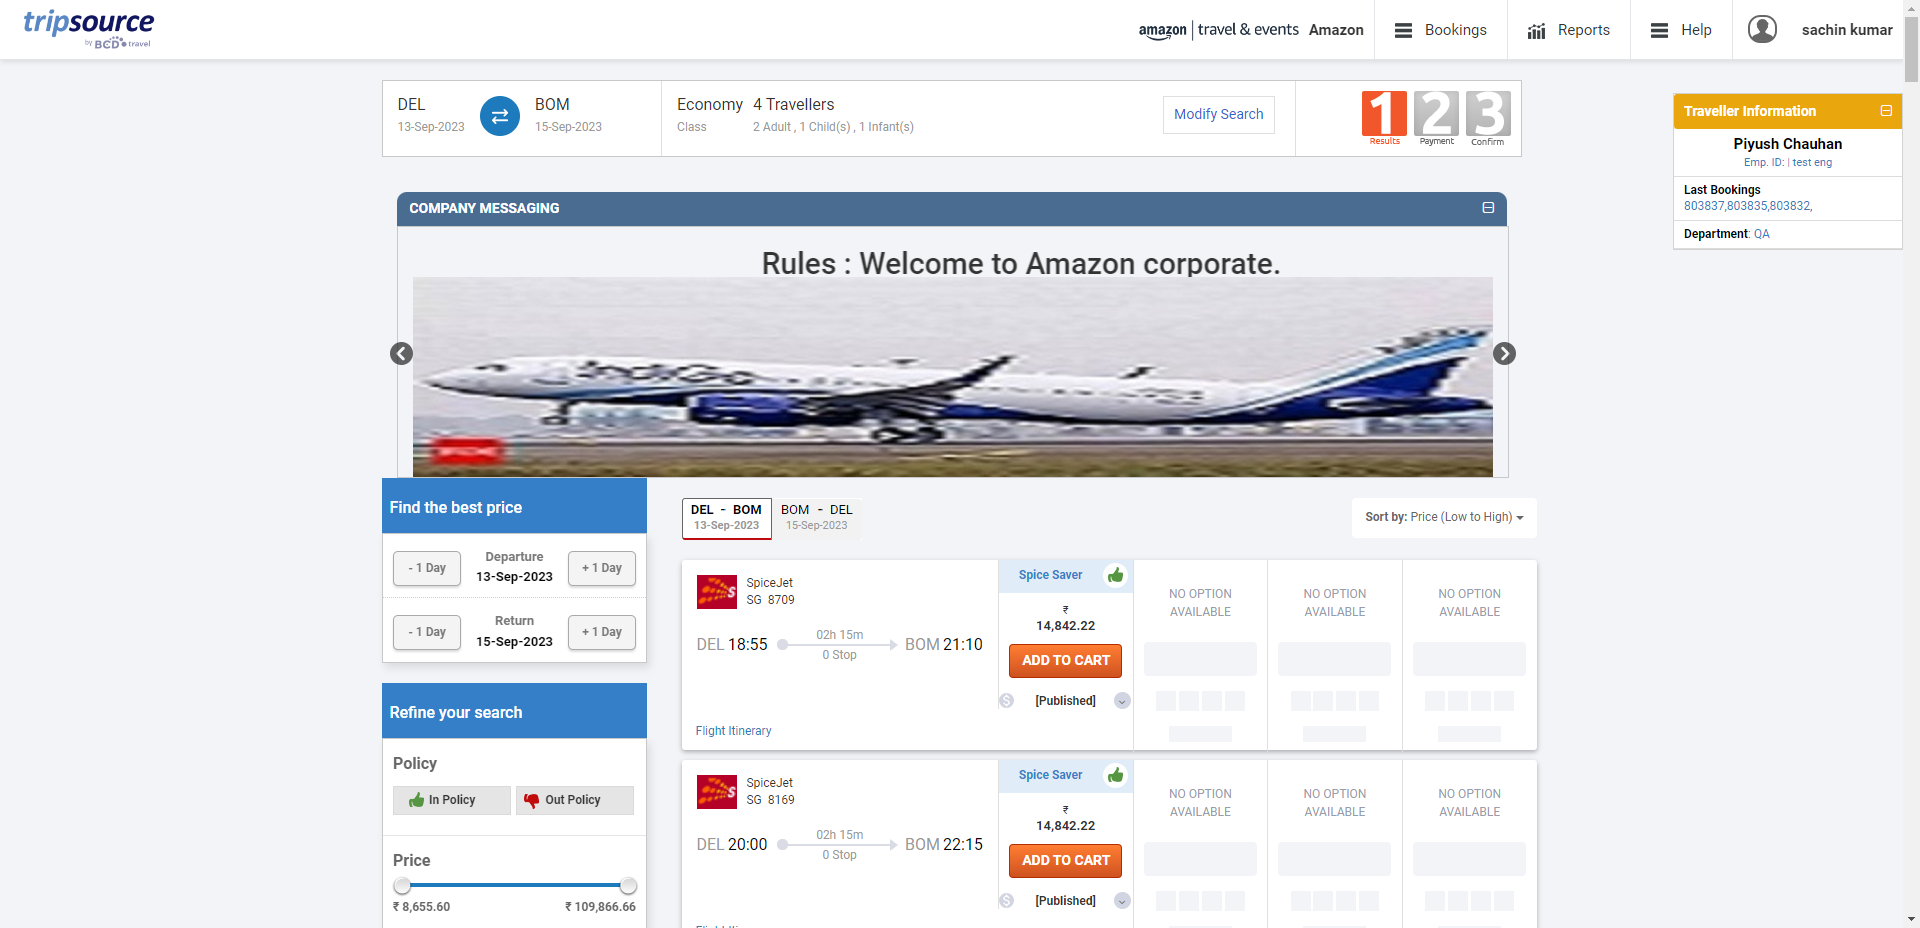 tripsource
by BCD travel
amazon | travel & events Amazon
Bookings
Reports
Help
sachin kumar
DEL
13-Sep-2023
BOM
15-Sep-2023
Economy
Class
4 Travellers
2 Adult , 1 Child(s) , 1 Infant(s)
Modify Search
1 2 3
Results Payment Confirm
Traveller Information
Piyush Chauhan
Emp. ID: | test eng
Last Bookings
803837,803835,803832,
Department: QA
COMPANY MESSAGING
Rules : Welcome to Amazon corporate.
IndiGo
Find the best price
- 1 Day
Departure
13-Sep-2023
+ 1 Day
- 1 Day
Return
15-Sep-2023
+ 1 Day
Refine your search
Policy
In Policy
Out Policy
Price
₹ 8,655.60
₹ 109,866.66
DEL - BOM
13-Sep-2023
BOM - DEL
15-Sep-2023
Sort by: Price (Low to High)
SpiceJet
SG 8709
DEL 18:55
02h 15m
0 Stop
BOM 21:10
Flight Itinerary
Spice Saver
₹
14,842.22
ADD TO CART
S
[Published]
NO OPTION
AVAILABLE
NO OPTION
AVAILABLE
NO OPTION
AVAILABLE
SpiceJet
SG 8169
DEL 20:00
02h 15m
0 Stop
BOM 22:15
Spice Saver
₹
14,842.22
ADD TO CART
S
[Published]
NO OPTION
AVAILABLE
NO OPTION
AVAILABLE
NO OPTION
AVAILABLE